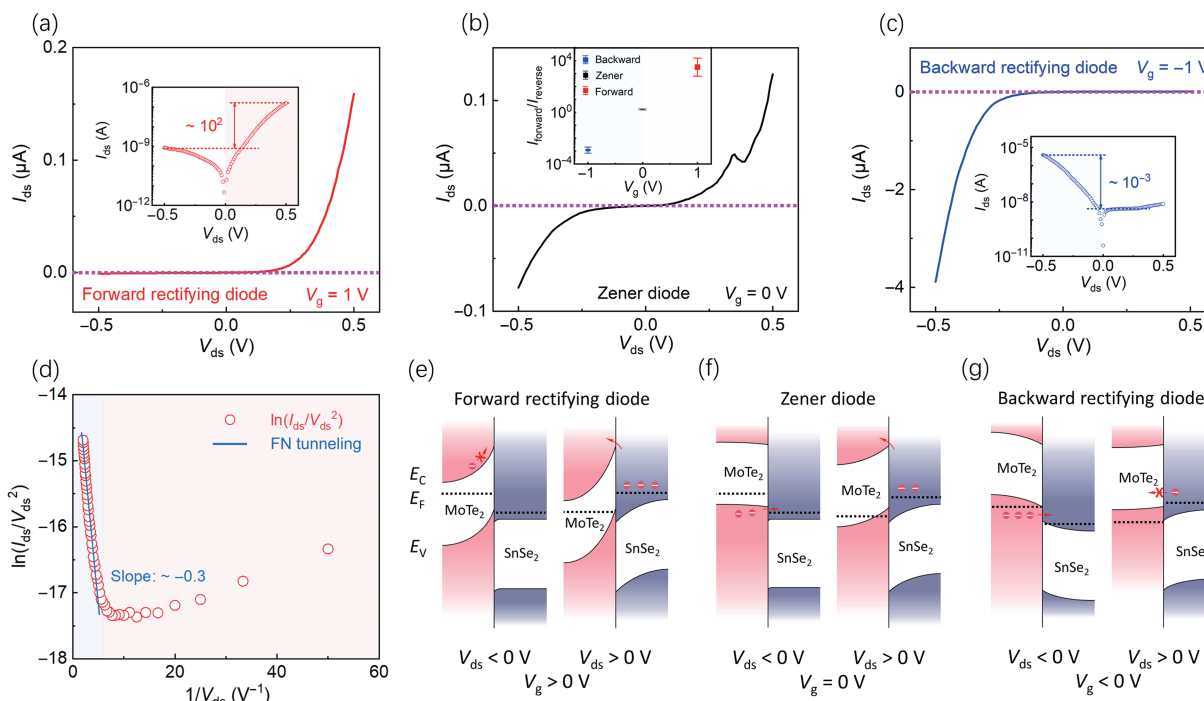 (a)
0.2
0.1
0.0
I_ds (μA)
10^−6
10^−9
10^−12
I_ds (A)
~ 10^2
−0.5 0.0 0.5
V_ds (V)
Forward rectifying diode V_g = 1 V
−0.5 0.0 0.5
V_ds (V)
(b)
0.1
0.0
−0.1
I_ds (μA)
10^4
10^0
10^−4
I_forward/I_reverse
Backward
Zener
Forward
−1 0 1
V_g (V)
Zener diode V_g = 0 V
−0.5 0.0 0.5
V_ds (V)
(c)
Backward rectifying diode V_g = −1 V
0
−2
−4
I_ds (μA)
10^−5
10^−8
10^−11
I_ds (A)
~ 10^−3
−0.5 0.0 0.5
V_ds (V)
−0.5 0.0 0.5
V_ds (V)
(d)
−14
−15
−16
−17
−18
ln(I_ds/V_ds^2)
ln(I_ds/V_ds^2)
FN tunneling
Slope: ~ −0.3
0 20 40 60
1/V_ds (V^−1)
(e)
Forward rectifying diode
E_C
E_F
MoTe_2
MoTe_2
E_V
SnSe_2
V_ds < 0 V V_ds > 0 V
V_g > 0 V
(f)
Zener diode
MoTe_2
MoTe_2
SnSe_2
V_ds < 0 V V_ds > 0 V
V_g = 0 V
(g)
Backward rectifying diode
MoTe_2
MoTe_2
SnSe_2
V_ds < 0 V V_ds > 0 V
V_g < 0 V